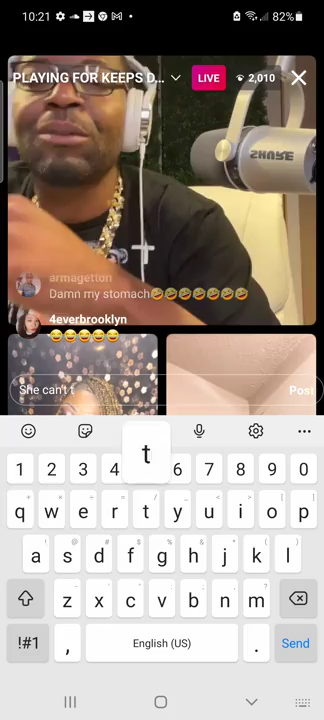 10:21 82%
PLAYING FOR KEEPS D... LIVE 2,010
SHURE
armagetton
Damn my stomach🤣🤣🤣🤣🤣🤣🤣
4everbrooklyn
😂😂😂😂😂
She can't t Post
t
1 2 3 4 6 7 8 9 0
q w e r t y u i o p
a s d f g h j k l
z x c v b n m
!#1 , English (US) . Send